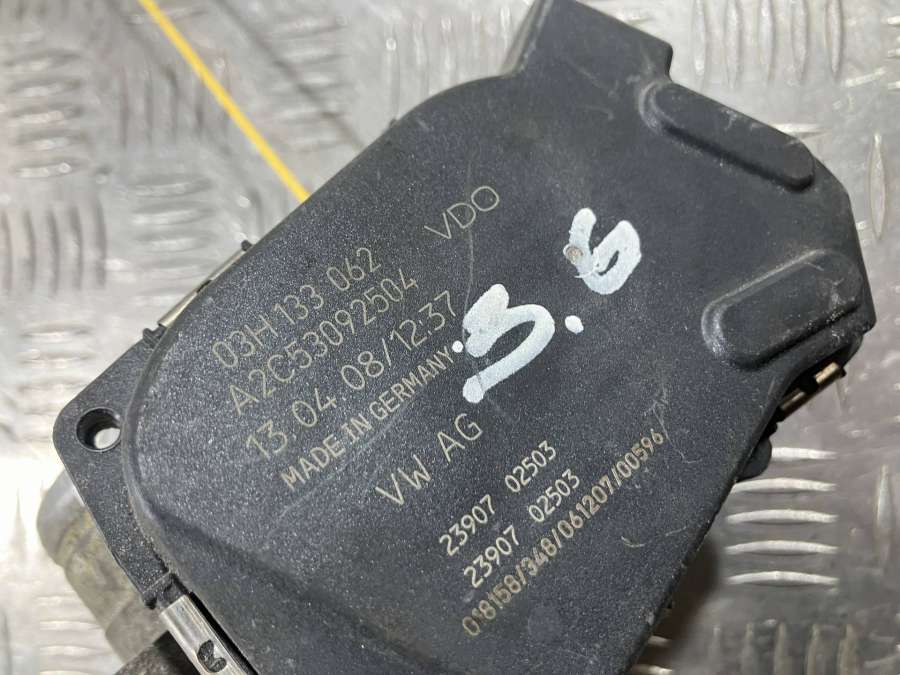 VDO
03H 133 062
A2C53092504
13.04.08/12:37
MADE IN GERMANY
VW AG
3.6
23907 02503
23907 02503
018158/348/061207/00596